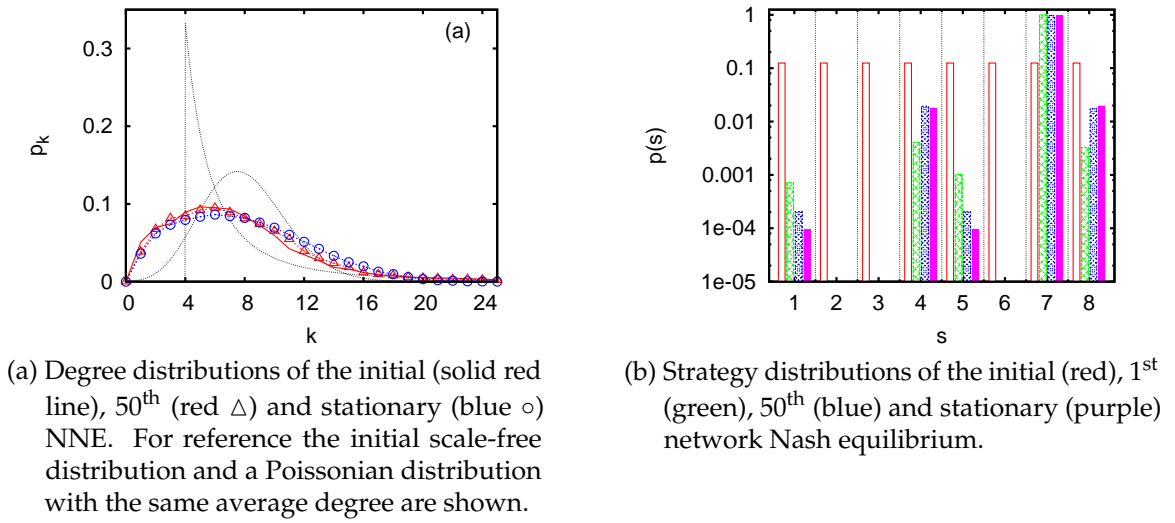 0.3
0.2
0.1
0
p_k
(a)
0 4 8 12 16 20 24
k
1
0.1
0.01
0.001
1e-04
1e-05
p(s)
1 2 3 4 5 6 7 8
s
(a) Degree distributions of the initial (solid red
line), 50th (red △) and stationary (blue ○)
NNE. For reference the initial scale-free
distribution and a Poissonian distribution
with the same average degree are shown.
(b) Strategy distributions of the initial (red), 1st
(green), 50th (blue) and stationary (purple)
network Nash equilibrium.